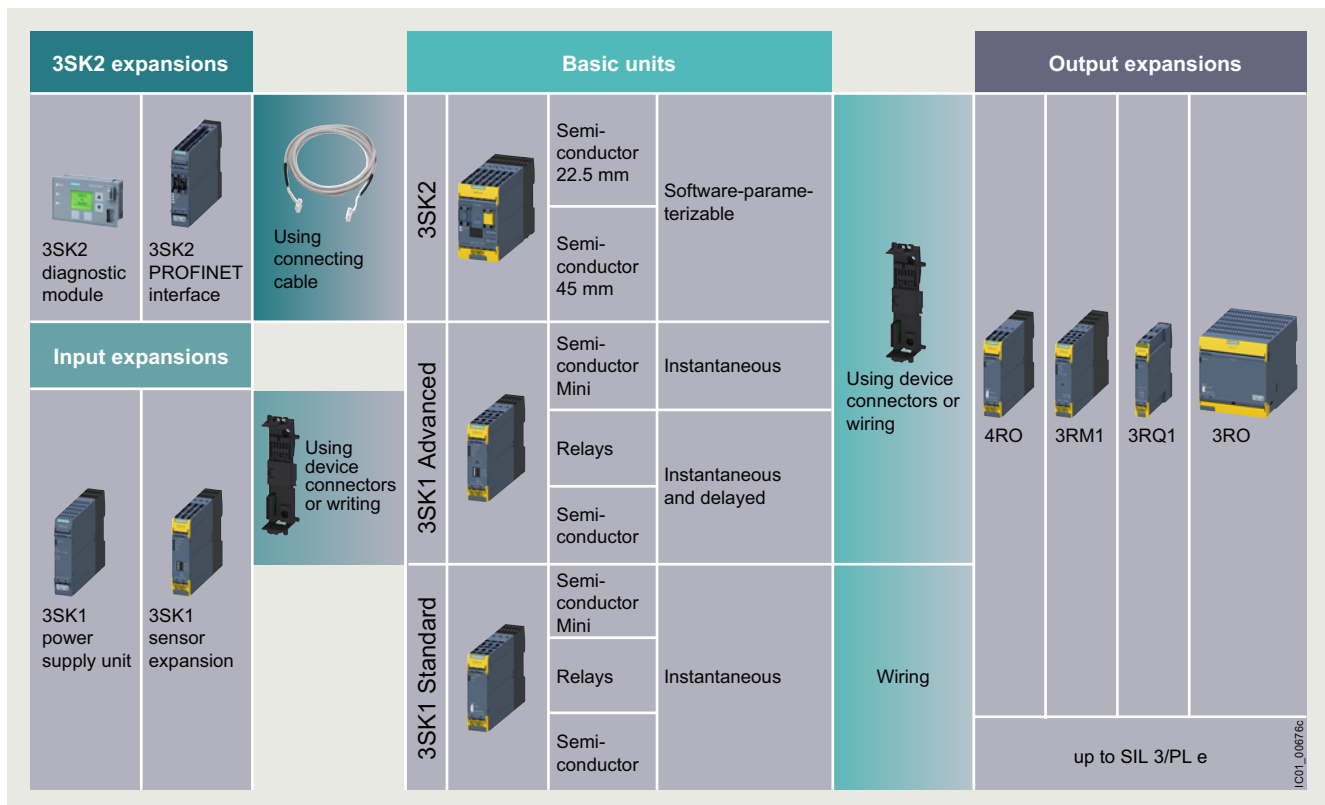 3SK2 expansions
Basic units
Output expansions
3SK2
diagnostic
module
3SK2
PROFINET
interface
Using
connecting
cable
3SK2
Semi-
conductor
22.5 mm
Semi-
conductor
45 mm
Software-parame-
terizable
Input expansions
3SK1
power
supply unit
3SK1
sensor
expansion
Using
device
connectors
or writing
3SK1 Advanced
Semi-
conductor
Mini
Instantaneous
Relays
Semi-
conductor
Instantaneous
and delayed
3SK1 Standard
Semi-
conductor
Mini
Relays
Semi-
conductor
Instantaneous
Using device
connectors or
wiring
Wiring
4RO
3RM1
3RQ1
3RO
up to SIL 3/PL e
IC01_00676c